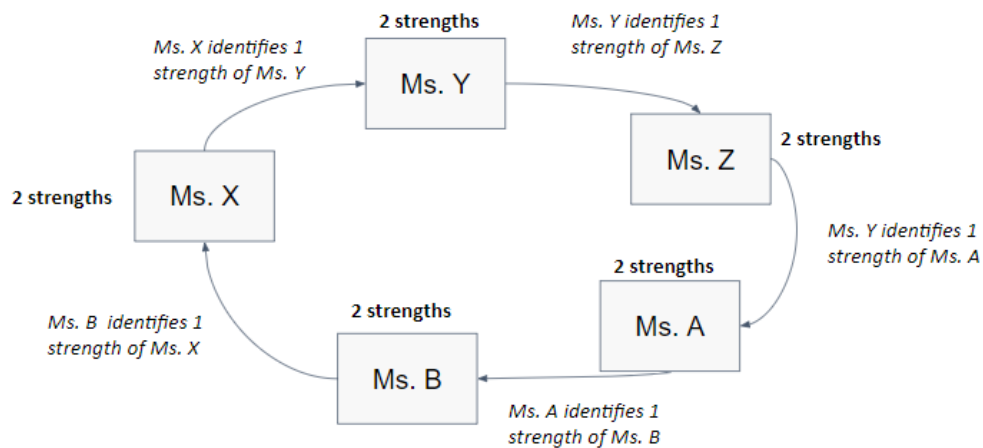 2 strengths
Ms. X identifies 1
strength of Ms. Y
Ms. Y identifies 1
strength of Ms. Z
Ms. Y
2 strengths
Ms. Z
2 strengths
Ms. X
Ms. Y identifies 1
strength of Ms. A
2 strengths
Ms. A
2 strengths
Ms. B identifies 1
strength of Ms. X
Ms. B
Ms. A identifies 1
strength of Ms. B